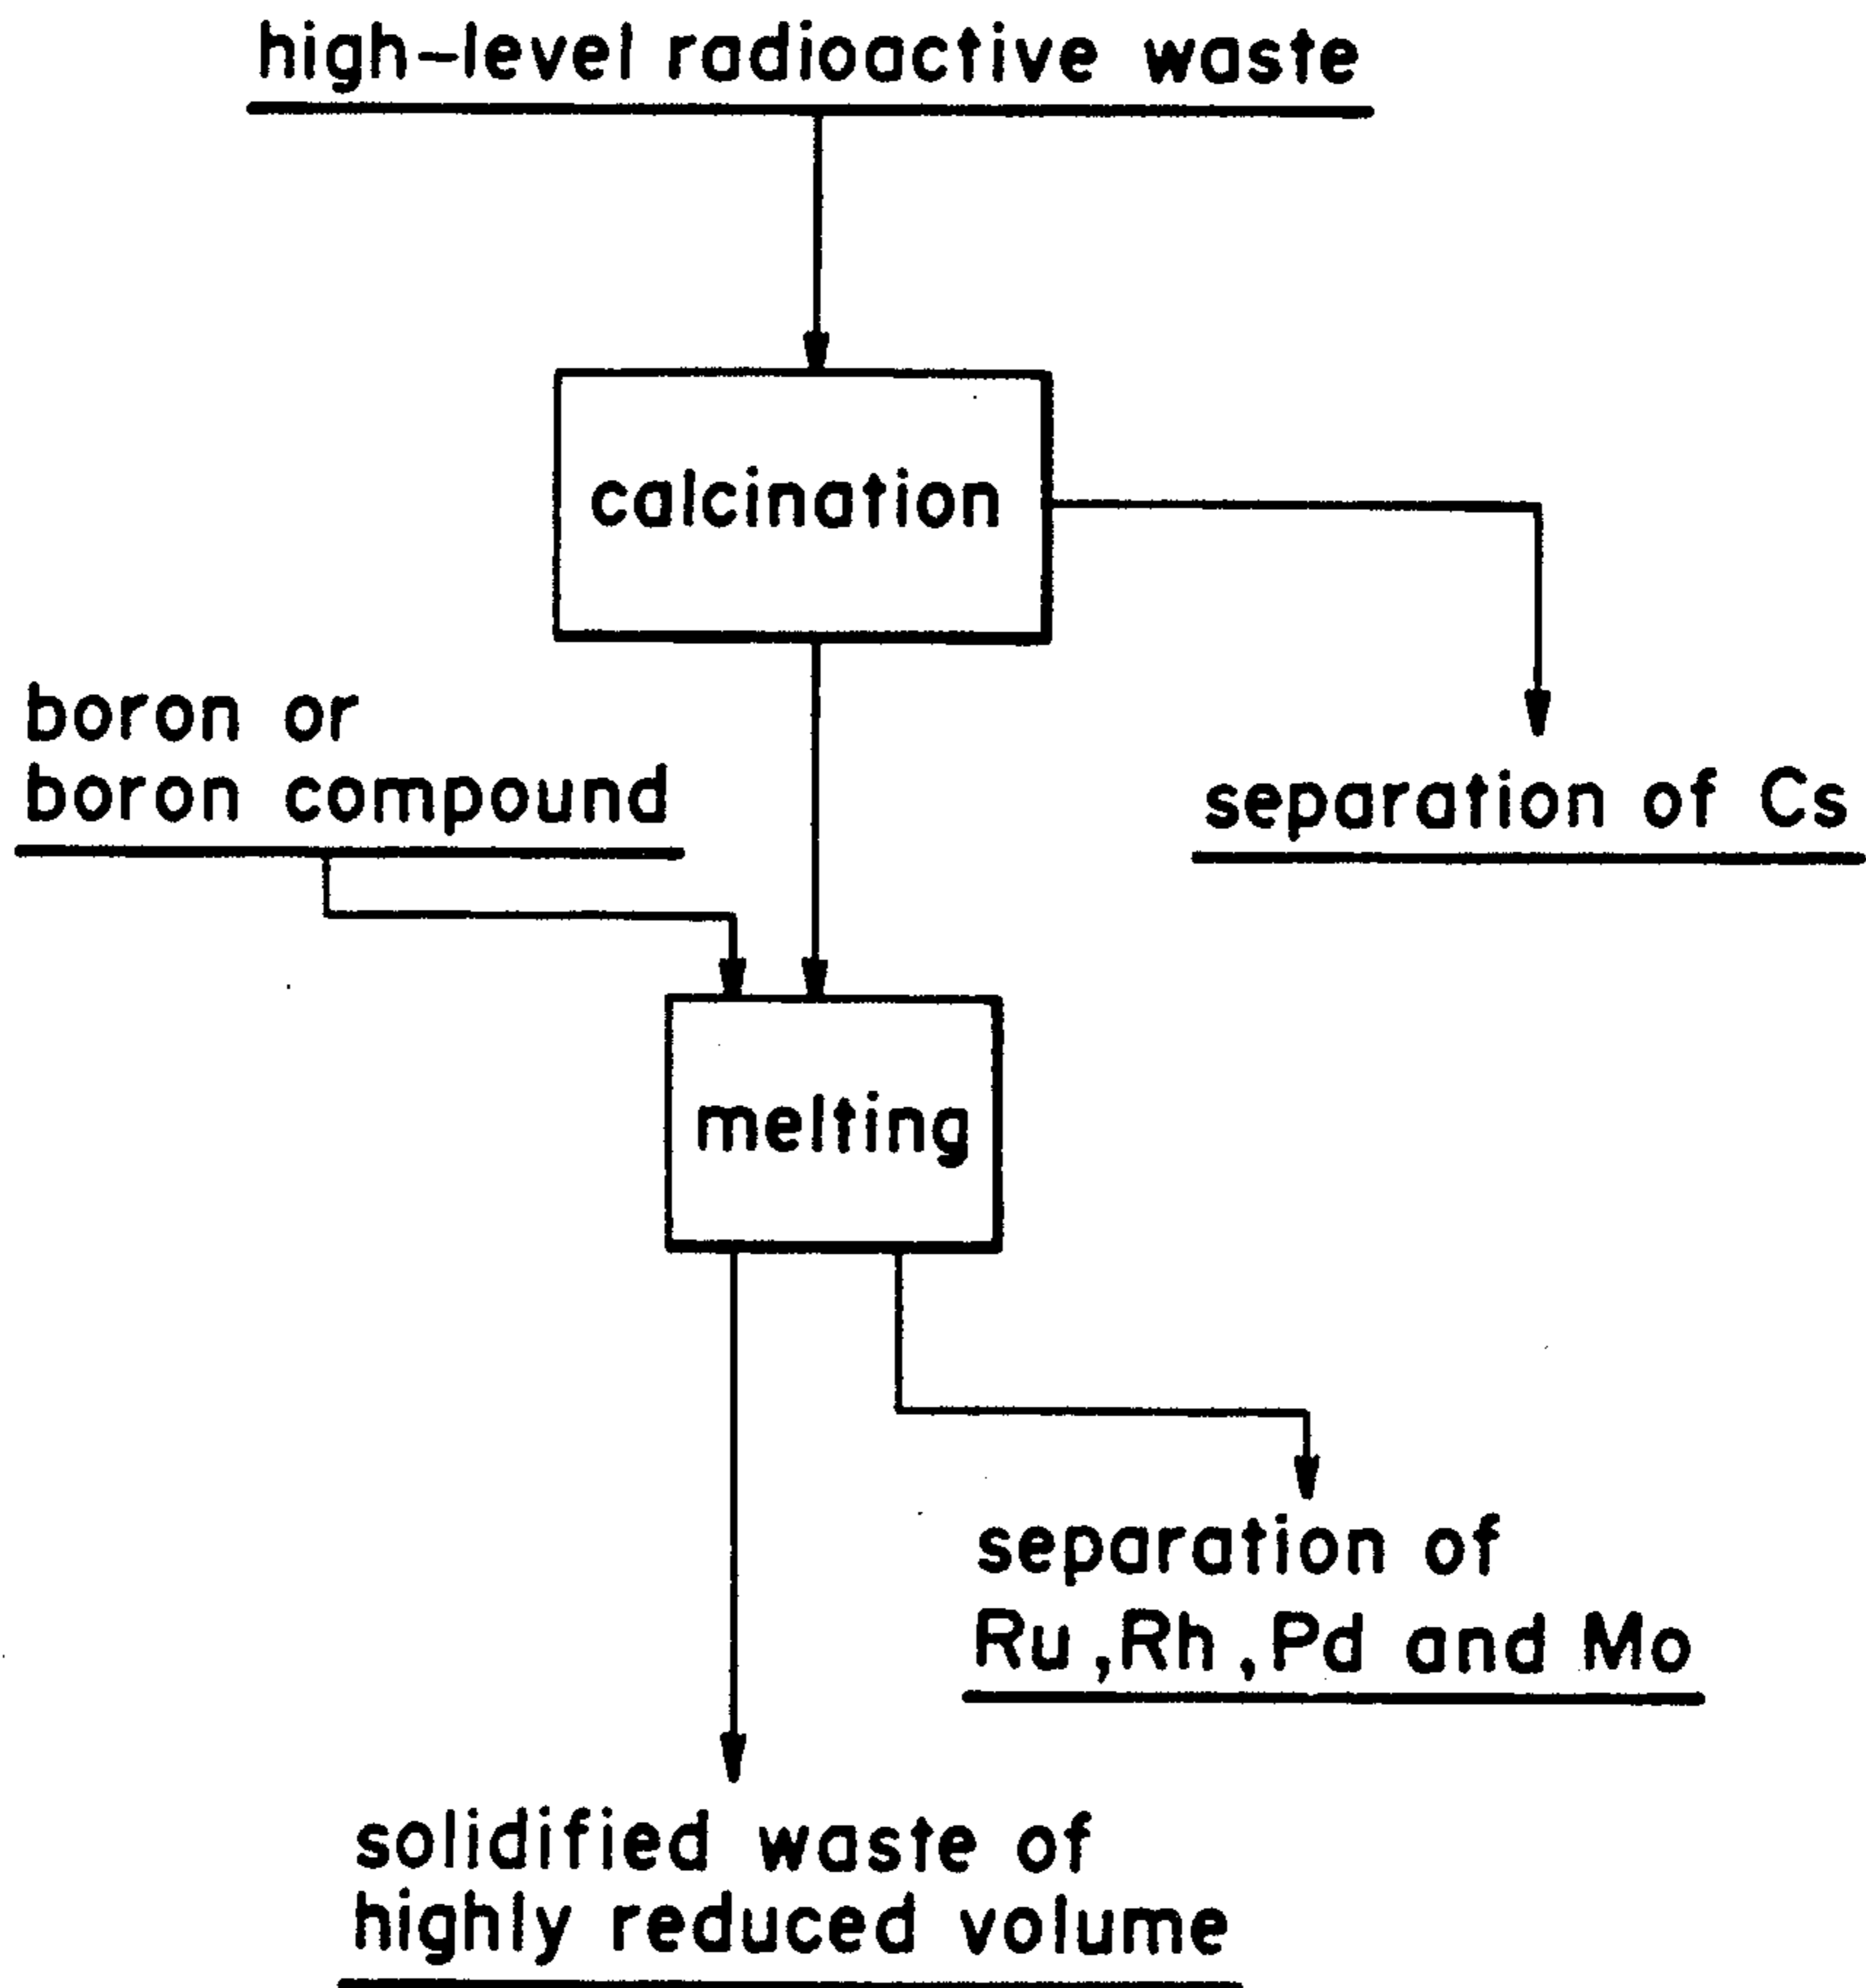 high-level radioactive waste
calcination
boron or
boron compound
separation of Cs
melting
separation of
Ru,Rh,Pd and Mo
solidified waste of
highly reduced volume